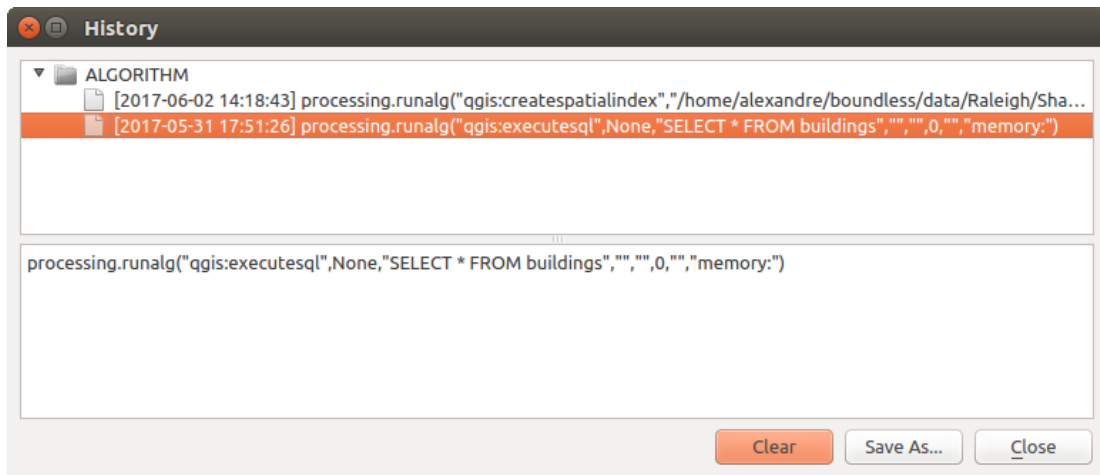 History
ALGORITHM
[2017-06-02 14:18:43] processing.runalg("qgis:createspatialindex","/home/alexandre/boundless/data/Raleigh/Sha...
[2017-05-31 17:51:26] processing.runalg("qgis:executesql",None,"SELECT * FROM buildings","","",0,"","memory:")
processing.runalg("qgis:executesql",None,"SELECT * FROM buildings","","",0,"","memory:")
Clear Save As... Close